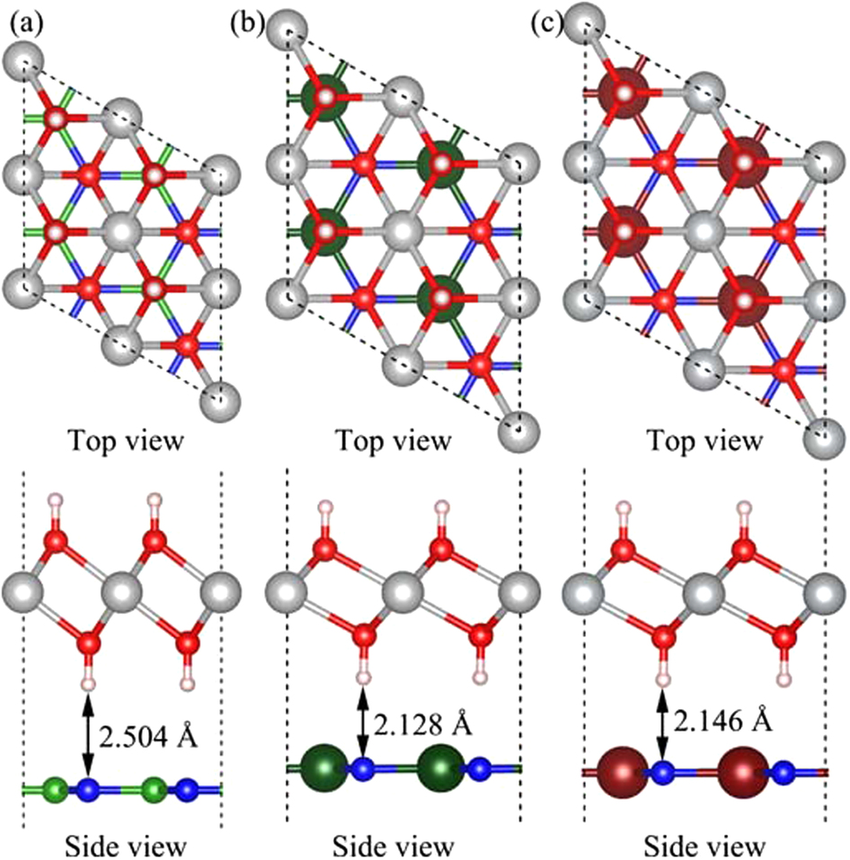 (a)
(b)
(c)
Top view
Top view
Top view
2.504 Å
2.128 Å
2.146 Å
Side view
Side view
Side view